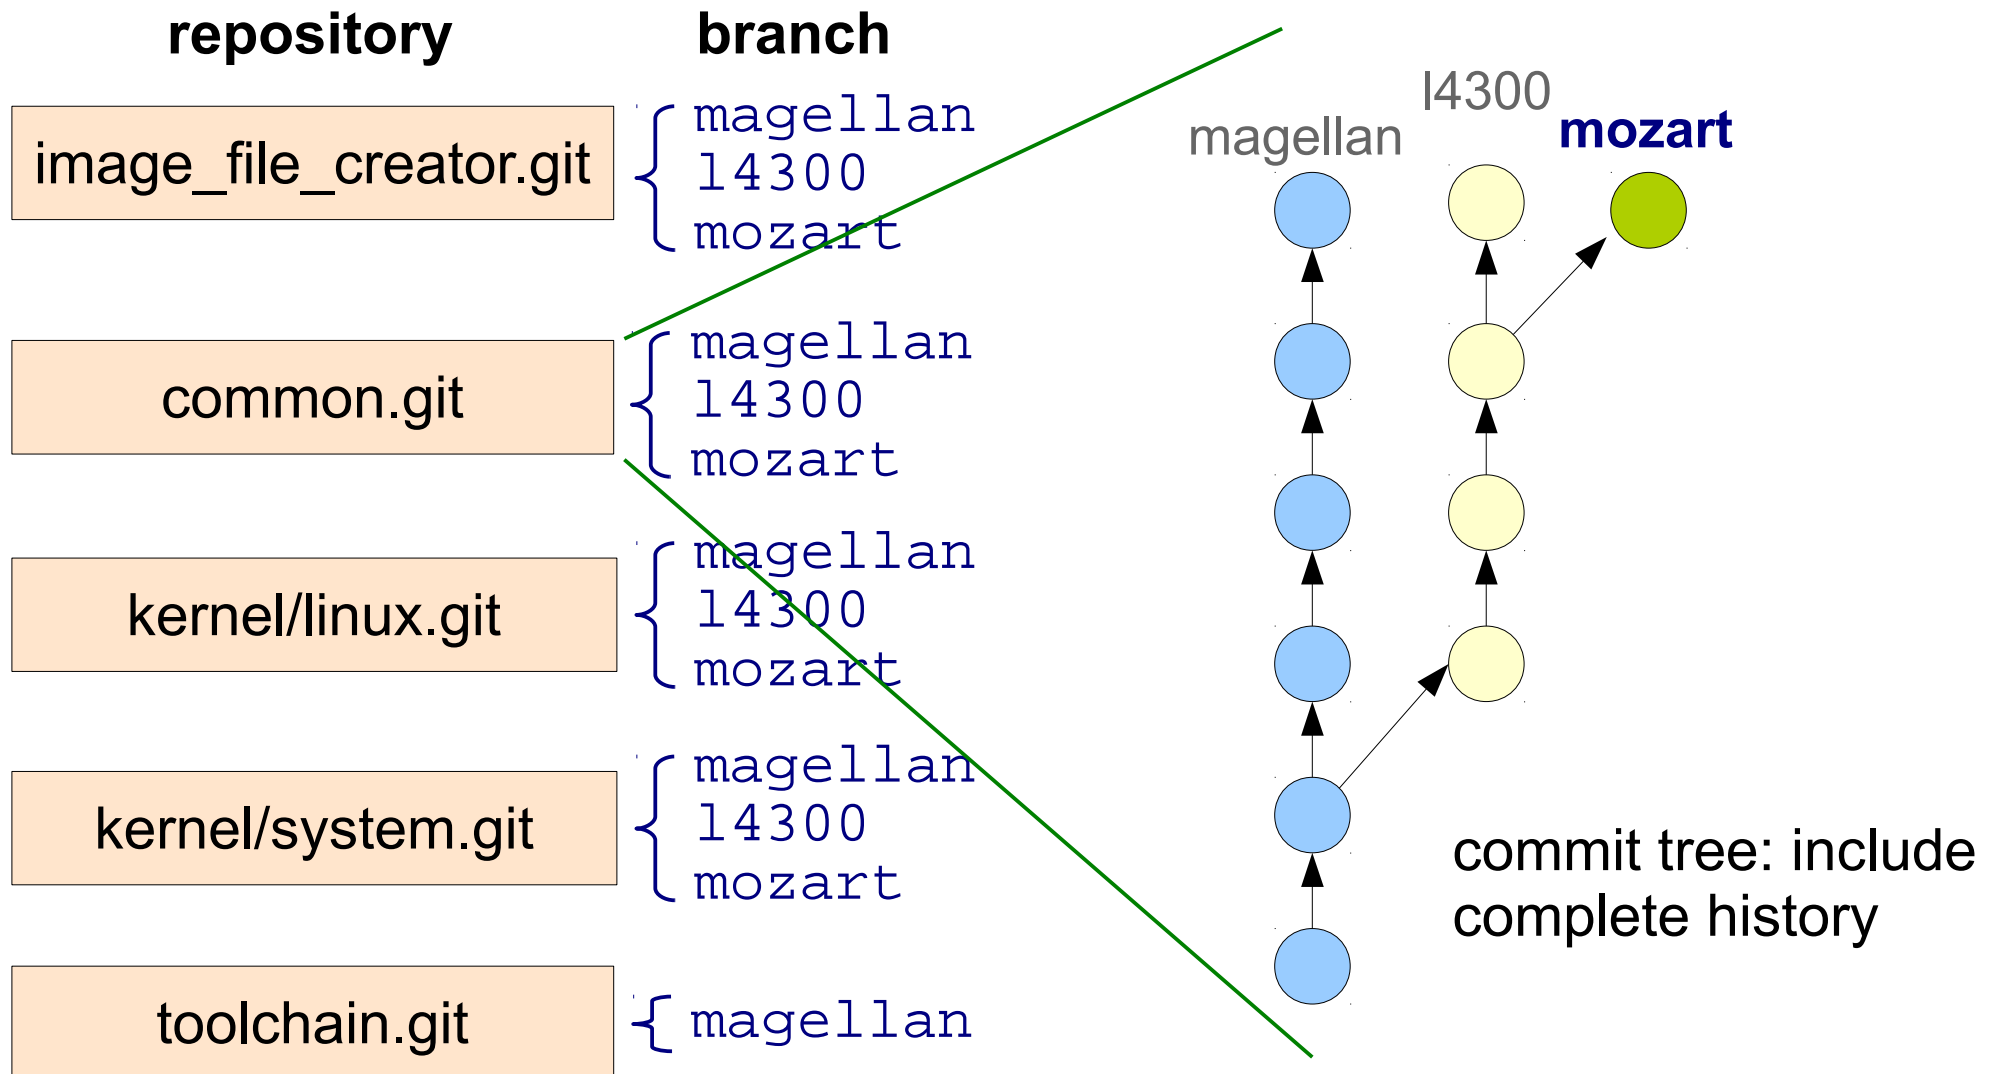 repository
branch
image_file_creator.git
magellan
l4300
mozart
common.git
magellan
l4300
mozart
kernel/linux.git
magellan
l4300
mozart
kernel/system.git
magellan
l4300
mozart
toolchain.git
magellan
magellan
l4300
mozart
commit tree: include
complete history